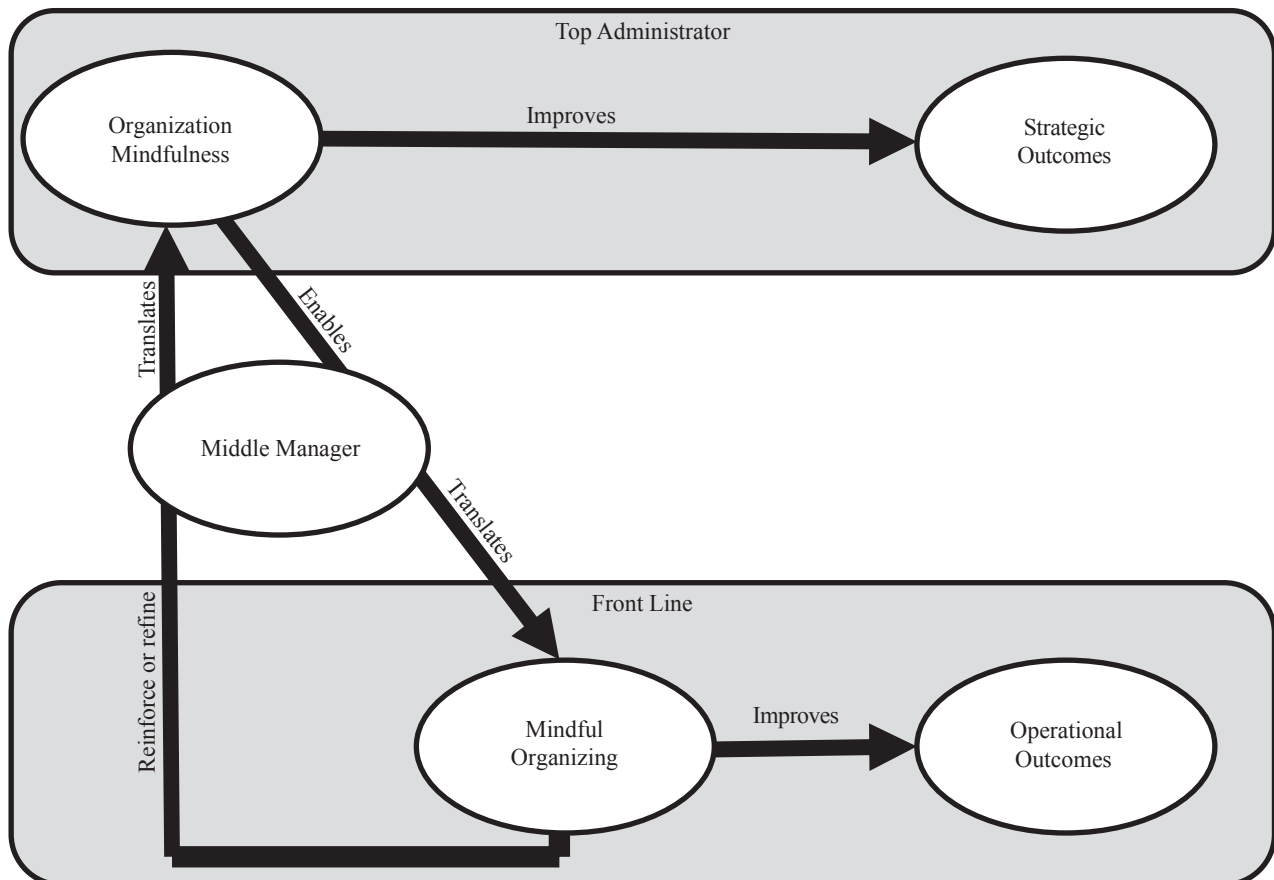 Top Administrator
Organization
Mindfulness
Improves
Strategic
Outcomes
Translates
Enables
Middle Manager
Translates
Front Line
Reinforce or refine
Mindful
Organizing
Improves
Operational
Outcomes